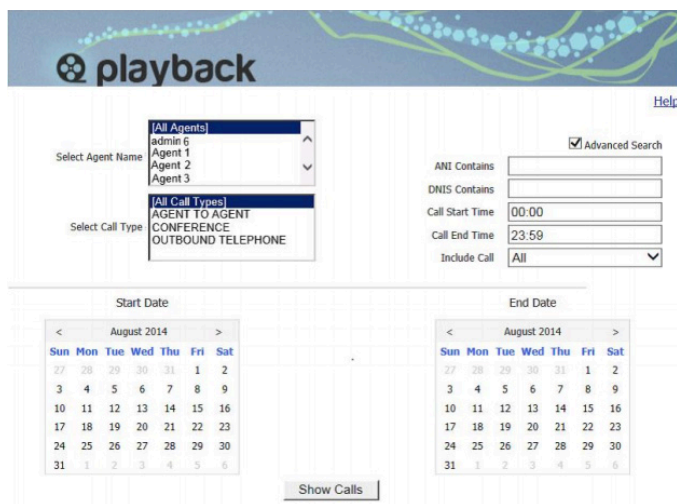 playback
Help
Select Agent Name
[All Agents]
admin 6
Agent 1
Agent 2
Agent 3
Select Call Type
[All Call Types]
AGENT TO AGENT
CONFERENCE
OUTBOUND TELEPHONE
Advanced Search
ANI Contains
DNIS Contains
Call Start Time 00:00
Call End Time 23:59
Include Call All
Start Date
< August 2014 >
Sun Mon Tue Wed Thu Fri Sat
27 28 29 30 31 1 2
3 4 5 6 7 8 9
10 11 12 13 14 15 16
17 18 19 20 21 22 23
24 25 26 27 28 29 30
31 1 2 3 4 5 6
End Date
< August 2014 >
Sun Mon Tue Wed Thu Fri Sat
27 28 29 30 31 1 2
3 4 5 6 7 8 9
10 11 12 13 14 15 16
17 18 19 20 21 22 23
24 25 26 27 28 29 30
31 1 2 3 4 5 6
Show Calls